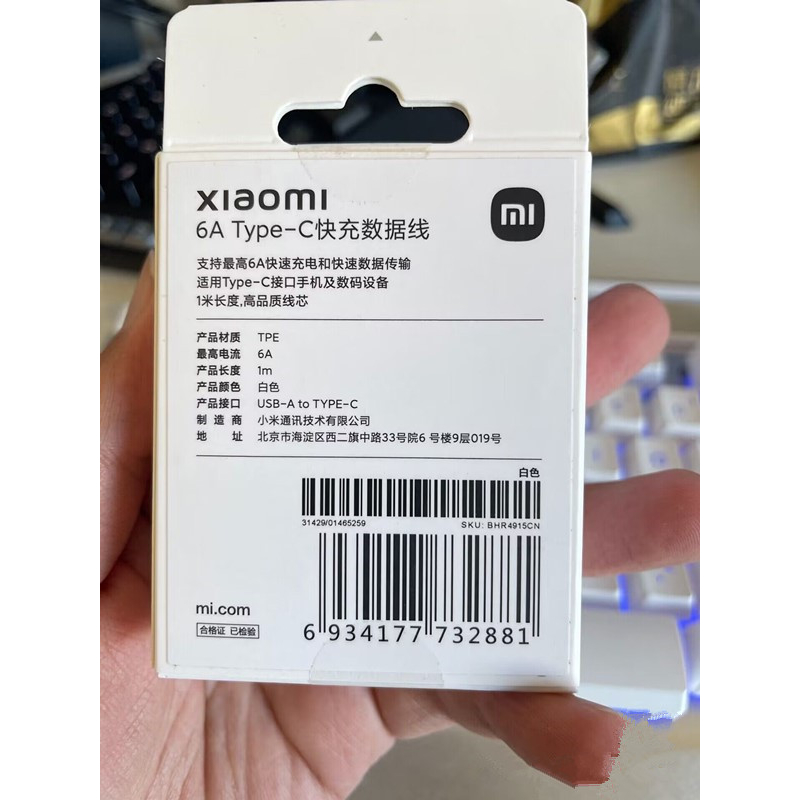 xiaomi
mi
6A Type-C快充数据线
支持最高6A快速充电和快速数据传输
适用Type-C接口手机及数码设备
1米长度,高品质线芯
产品材质 TPE
最高电流 6A
产品长度 1m
产品颜色 白色
产品接口 USB-A to TYPE-C
制造商 小米通讯技术有限公司
地址 北京市海淀区西二旗中路33号院6 号楼9层019号
白色
31429/01465259 SKU: BHR4915CN
mi.com
合格证 已检验
6 934177 732881